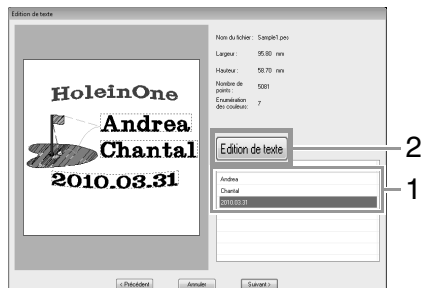 Edition de texte
Nom du fichier : Sample1.pes
Largeur : 95.80 mm
Hauteur : 58.70 mm
Nombre de points : 5081
Enumération des couleurs: 7
HoleinOne
Andrea
Chantal
2010.03.31
Edition de texte
2
Andrea
Chantal
2010.03.31
1
< Précédent
Annuler
Suivant >